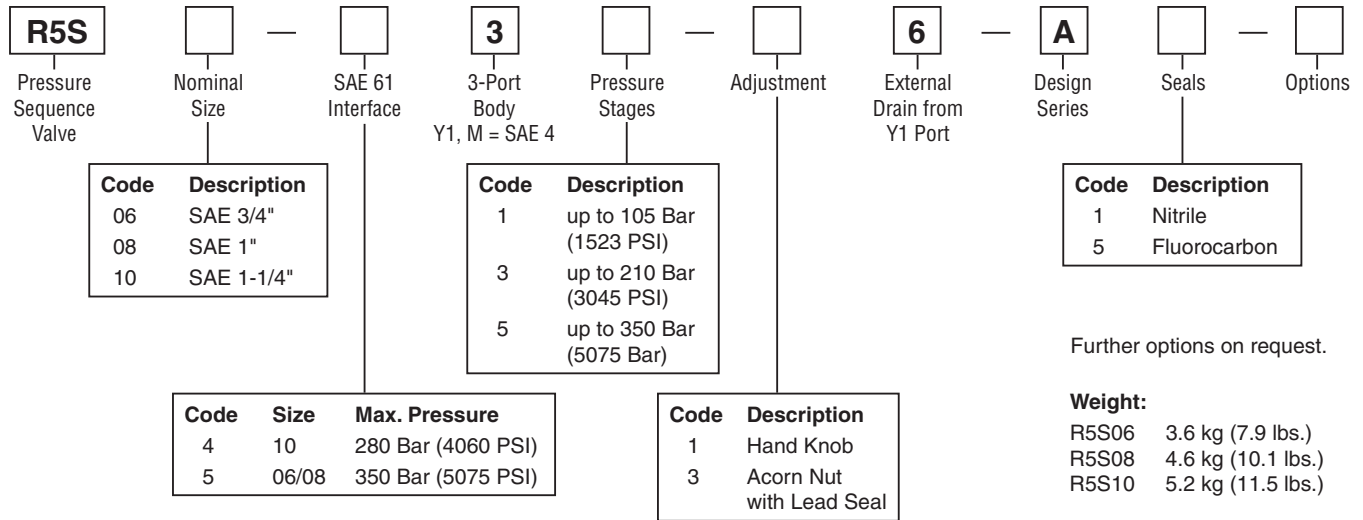 R5S — 3 — 6 — A —
Pressure Sequence Valve
Nominal Size
SAE 61 Interface
3-Port Body Y1, M = SAE 4
Pressure Stages
Adjustment
External Drain from Y1 Port
Design Series
Seals
Options
Code Description
06 SAE 3/4"
08 SAE 1"
10 SAE 1-1/4"
Code Description
1 up to 105 Bar
(1523 PSI)
3 up to 210 Bar
(3045 PSI)
5 up to 350 Bar
(5075 Bar)
Code Description
1 Nitrile
5 Fluorocarbon
Further options on request.
Code Size Max. Pressure
4 10 280 Bar (4060 PSI)
5 06/08 350 Bar (5075 PSI)
Code Description
1 Hand Knob
3 Acorn Nut
with Lead Seal
Weight:
R5S06 3.6 kg (7.9 lbs.)
R5S08 4.6 kg (10.1 lbs.)
R5S10 5.2 kg (11.5 lbs.)